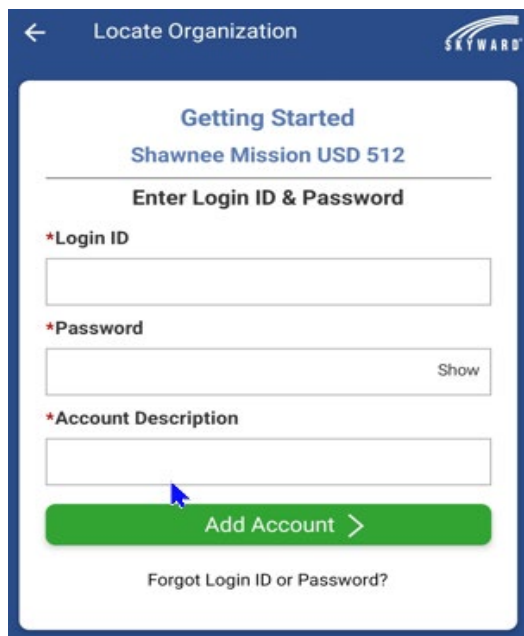 Locate Organization
SKYWARD
Getting Started
Shawnee Mission USD 512
Enter Login ID & Password
*Login ID
*Password
Show
*Account Description
Add Account
Forgot Login ID or Password?